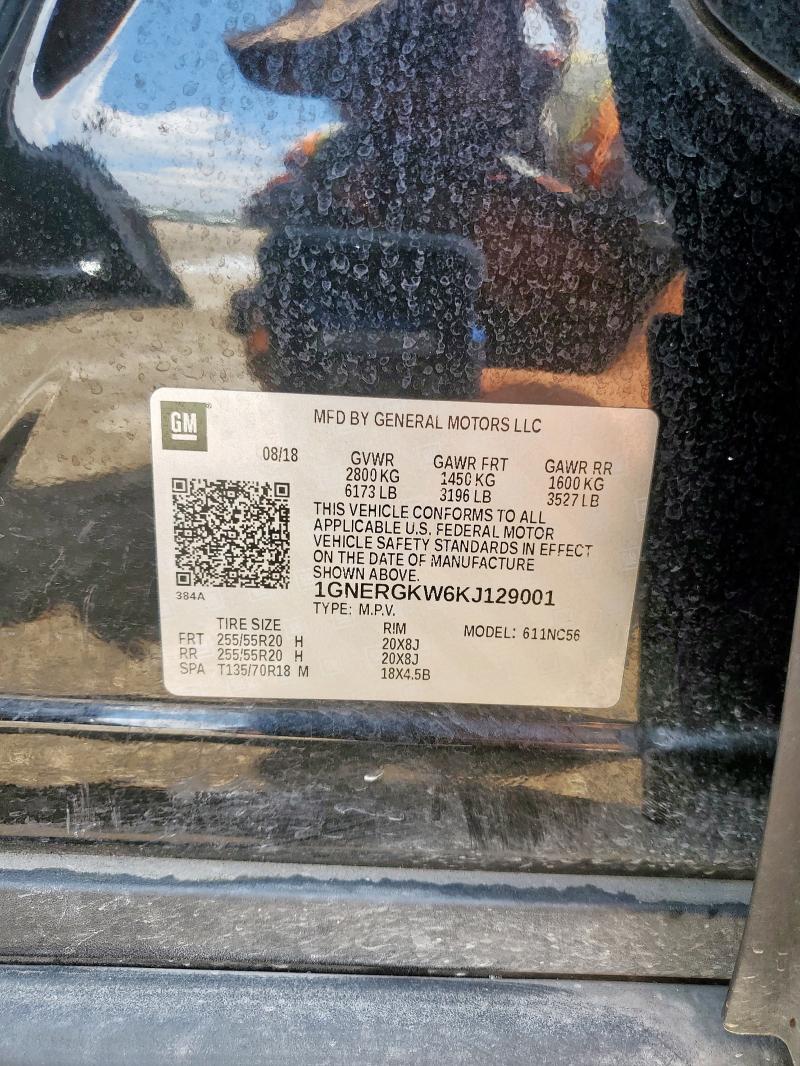 GM
MFD BY GENERAL MOTORS LLC
08/18 GVWR GAWR FRT GAWR RR
2800 KG 1450 KG 1600 KG
6173 LB 3196 LB 3527 LB
THIS VEHICLE CONFORMS TO ALL
APPLICABLE U.S. FEDERAL MOTOR
VEHICLE SAFETY STANDARDS IN EFFECT
ON THE DATE OF MANUFACTURE
SHOWN ABOVE.
384A
1GNERGKW6KJ129001
TYPE: M.P.V.
TIRE SIZE RIM MODEL: 611NC56
FRT 255/55R20 H 20X8J
RR 255/55R20 H 20X8J
SPA T135/70R18 M 18X4.5B